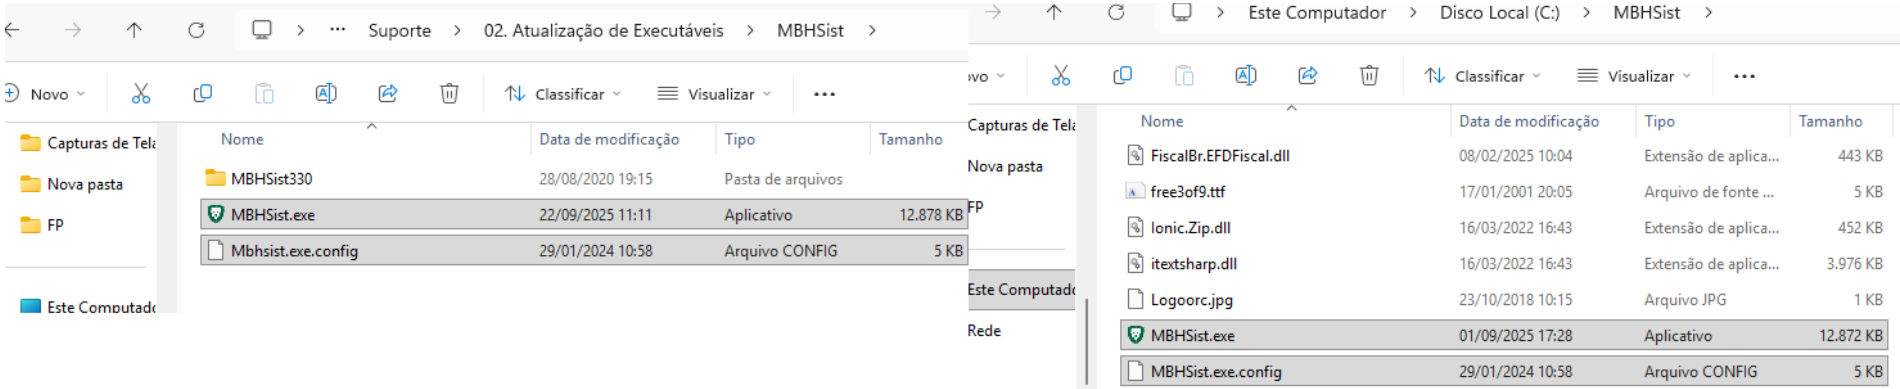 Suporte > 02. Atualização de Executáveis > MBHSist >
Novo
Classificar
Visualizar
Capturas de Tela
Nova pasta
FP
Este Computado
Nome Data de modificação Tipo Tamanho
MBHSist330 28/08/2020 19:15 Pasta de arquivos
MBHSist.exe 22/09/2025 11:11 Aplicativo 12.878 KB
Mbhsist.exe.config 29/01/2024 10:58 Arquivo CONFIG 5 KB
> Este Computador > Disco Local (C:) > MBHSist >
ovo
Classificar
Visualizar
Capturas de Tela
Nova pasta
FP
Este Computado
Rede
Nome Data de modificação Tipo Tamanho
FiscalBr.EFDFiscal.dll 08/02/2025 10:04 Extensão de aplica... 443 KB
free3of9.ttf 17/01/2001 20:05 Arquivo de fonte ... 5 KB
Ionic.Zip.dll 16/03/2022 16:43 Extensão de aplica... 452 KB
itextsharp.dll 16/03/2022 16:43 Extensão de aplica... 3.976 KB
Logoorc.jpg 23/10/2018 10:15 Arquivo JPG 1 KB
MBHSist.exe 01/09/2025 17:28 Aplicativo 12.872 KB
MBHSist.exe.config 29/01/2024 10:58 Arquivo CONFIG 5 KB